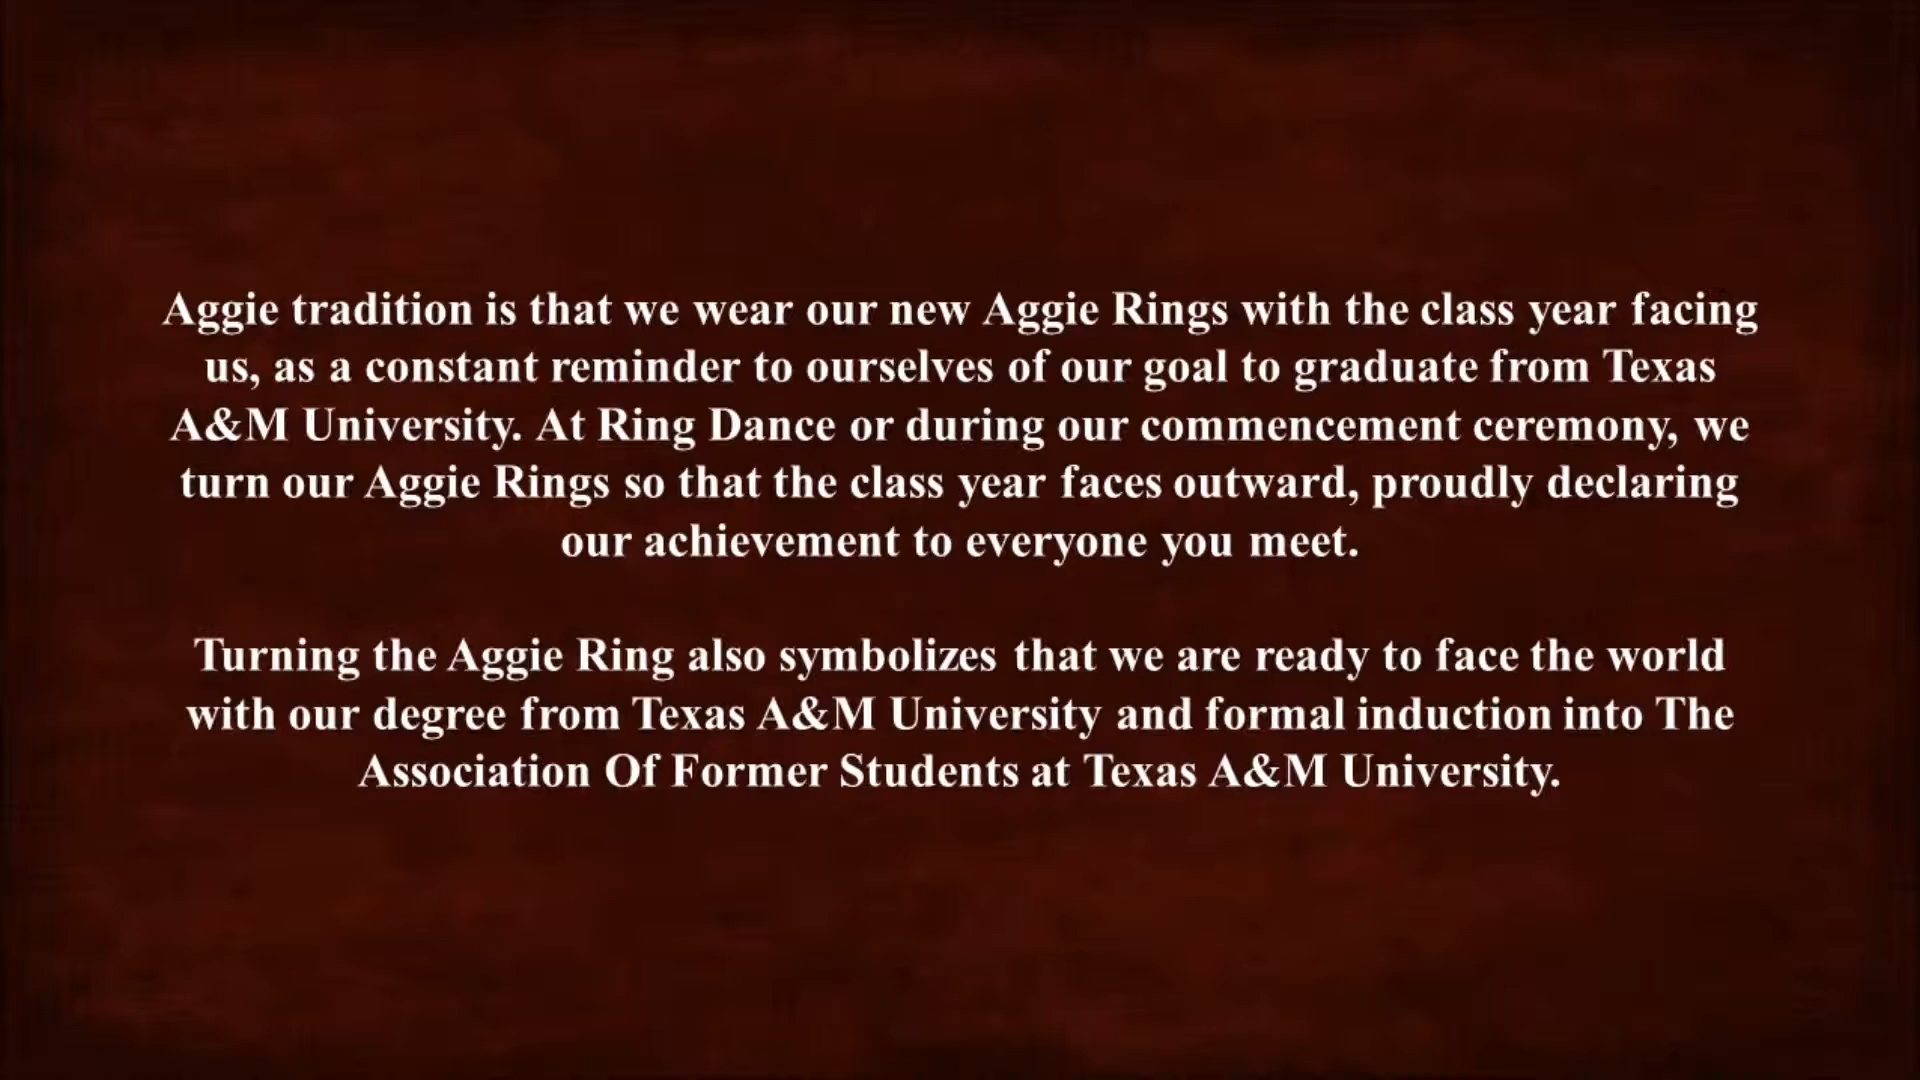 Aggie tradition is that we wear our new Aggie Rings with the class year facing
us, as a constant reminder to ourselves of our goal to graduate from Texas
A&M University. At Ring Dance or during our commencement ceremony, we
turn our Aggie Rings so that the class year faces outward, proudly declaring
our achievement to everyone you meet.
Turning the Aggie Ring also symbolizes that we are ready to face the world
with our degree from Texas A&M University and formal induction into The
Association Of Former Students at Texas A&M University.